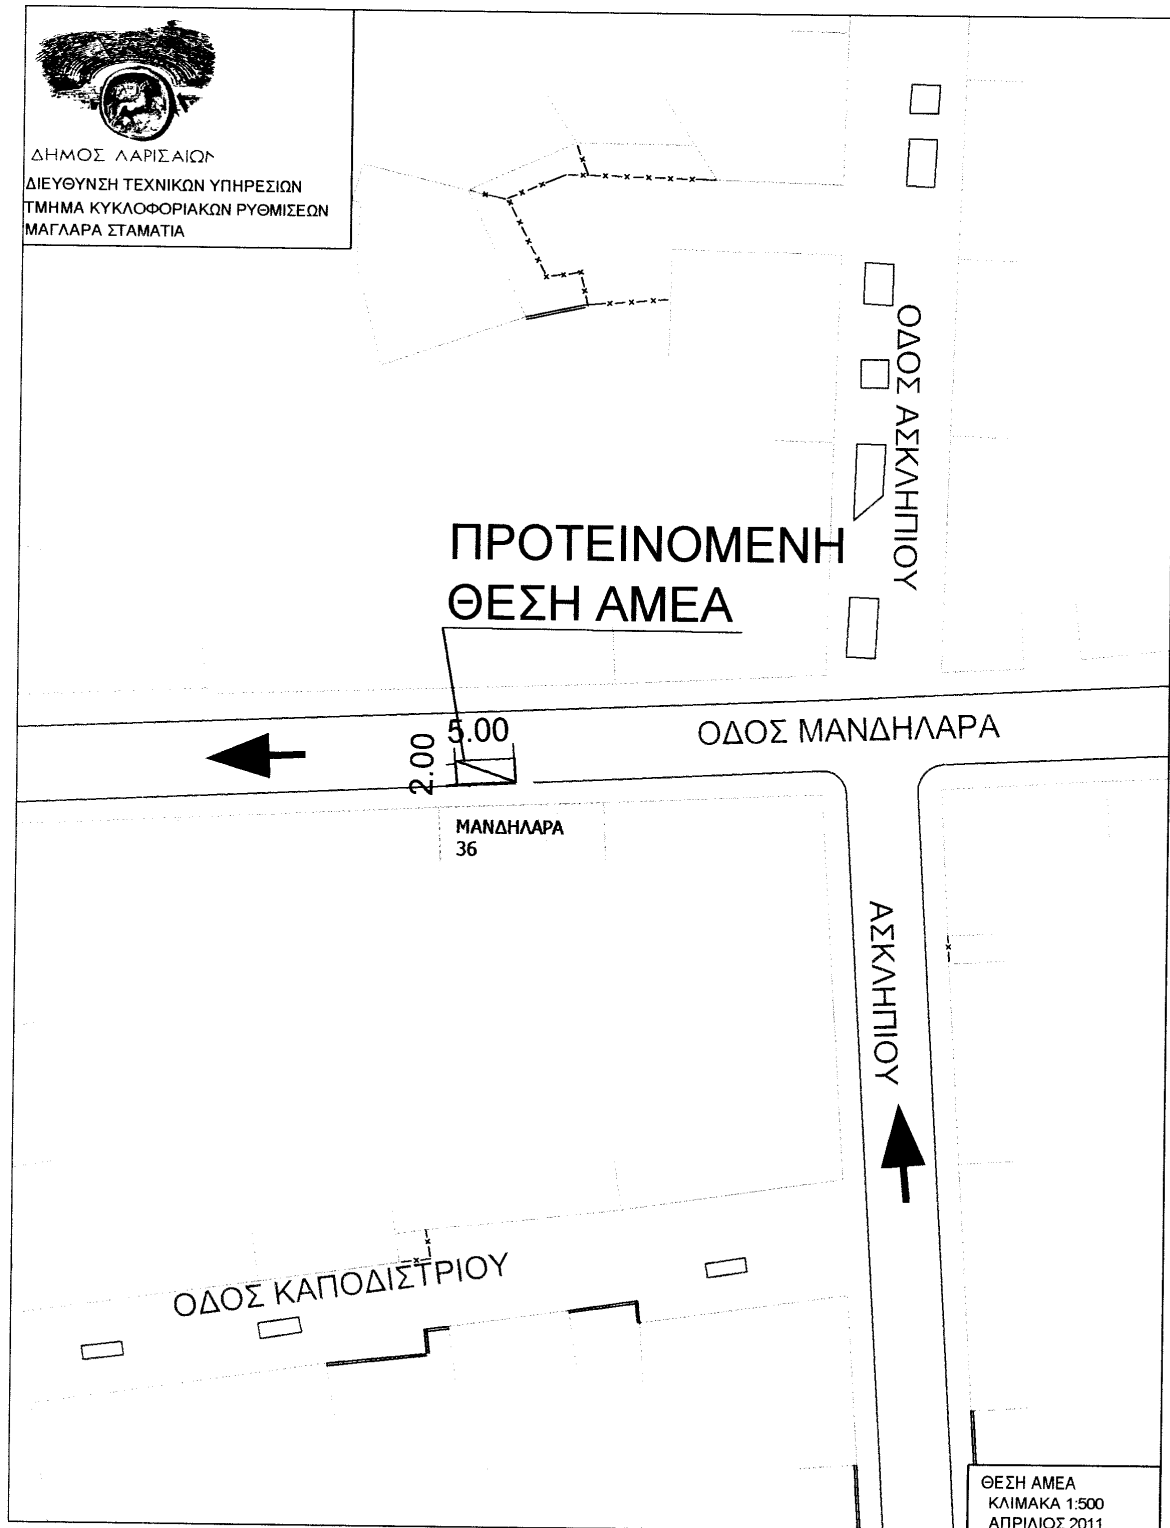 ΔΗΜΟΣ ΛΑΡΙΣΑΙΩΝ
ΔΙΕΥΘΥΝΣΗ ΤΕΧΝΙΚΩΝ ΥΠΗΡΕΣΙΩΝ
ΤΜΗΜΑ ΚΥΚΛΟΦΟΡΙΑΚΩΝ ΡΥΘΜΙΣΕΩΝ
ΜΑΓΛΑΡΑ ΣΤΑΜΑΤΙΑ
ΟΔΟΣ ΑΣΚΛΗΠΙΟΥ
ΠΡΟΤΕΙΝΟΜΕΝΗ
ΘΕΣΗ ΑΜΕΑ
ΟΔΟΣ ΜΑΝΔΗΛΑΡΑ
5.00
2.00
ΜΑΝΔΗΛΑΡΑ
36
ΑΣΚΛΗΠΙΟΥ
ΟΔΟΣ ΚΑΠΟΔΙΣΤΡΙΟΥ
ΘΕΣΗ ΑΜΕΑ
ΚΛΙΜΑΚΑ 1:500
ΑΠΡΙΛΙΟΣ 2011